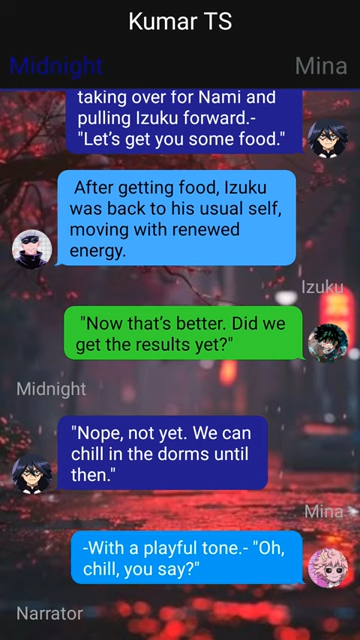 Kumar TS
Midnight
Mina
taking over for Nami and
pulling Izuku forward.-
"Let's get you some food."
After getting food, Izuku
was back to his usual self,
moving with renewed
energy.
Izuku
"Now that's better. Did we
get the results yet?"
Midnight
"Nope, not yet. We can
chill in the dorms until
then."
Mina
-With a playful tone.- "Oh,
chill, you say?"
Narrator